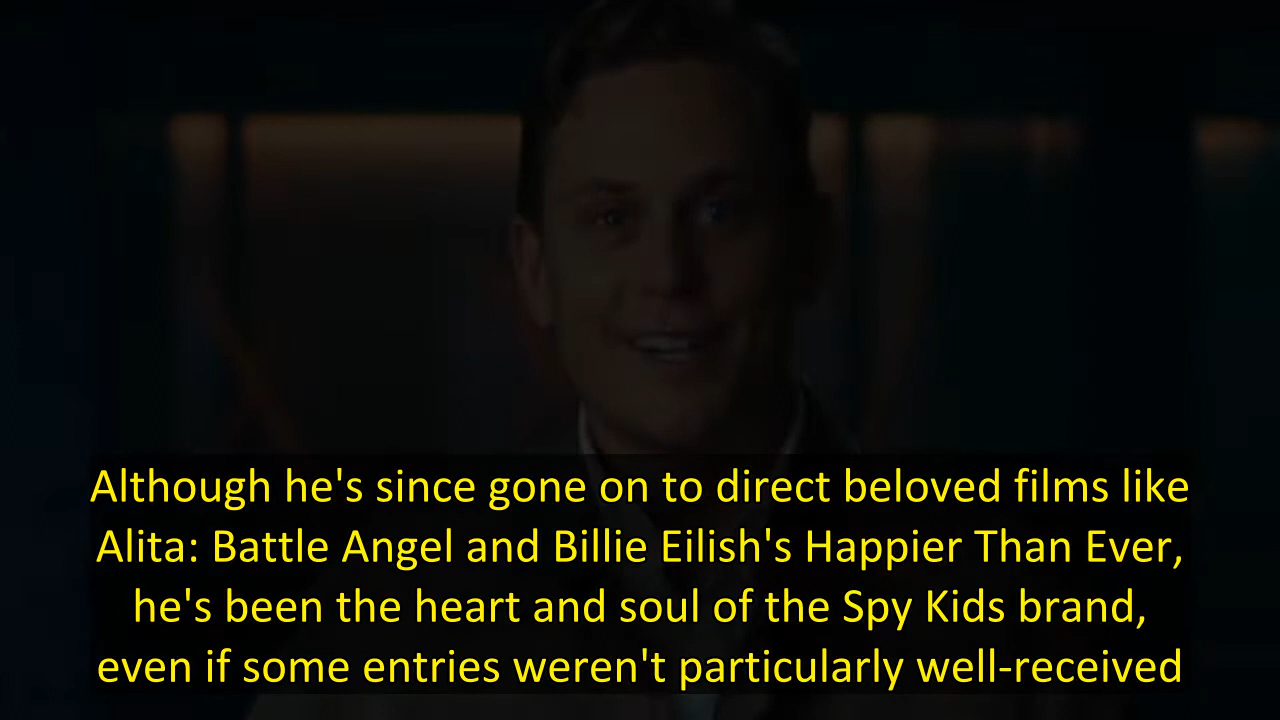 Although he's since gone on to direct beloved films like
Alita: Battle Angel and Billie Eilish's Happier Than Ever,
he's been the heart and soul of the Spy Kids brand,
even if some entries weren't particularly well-received